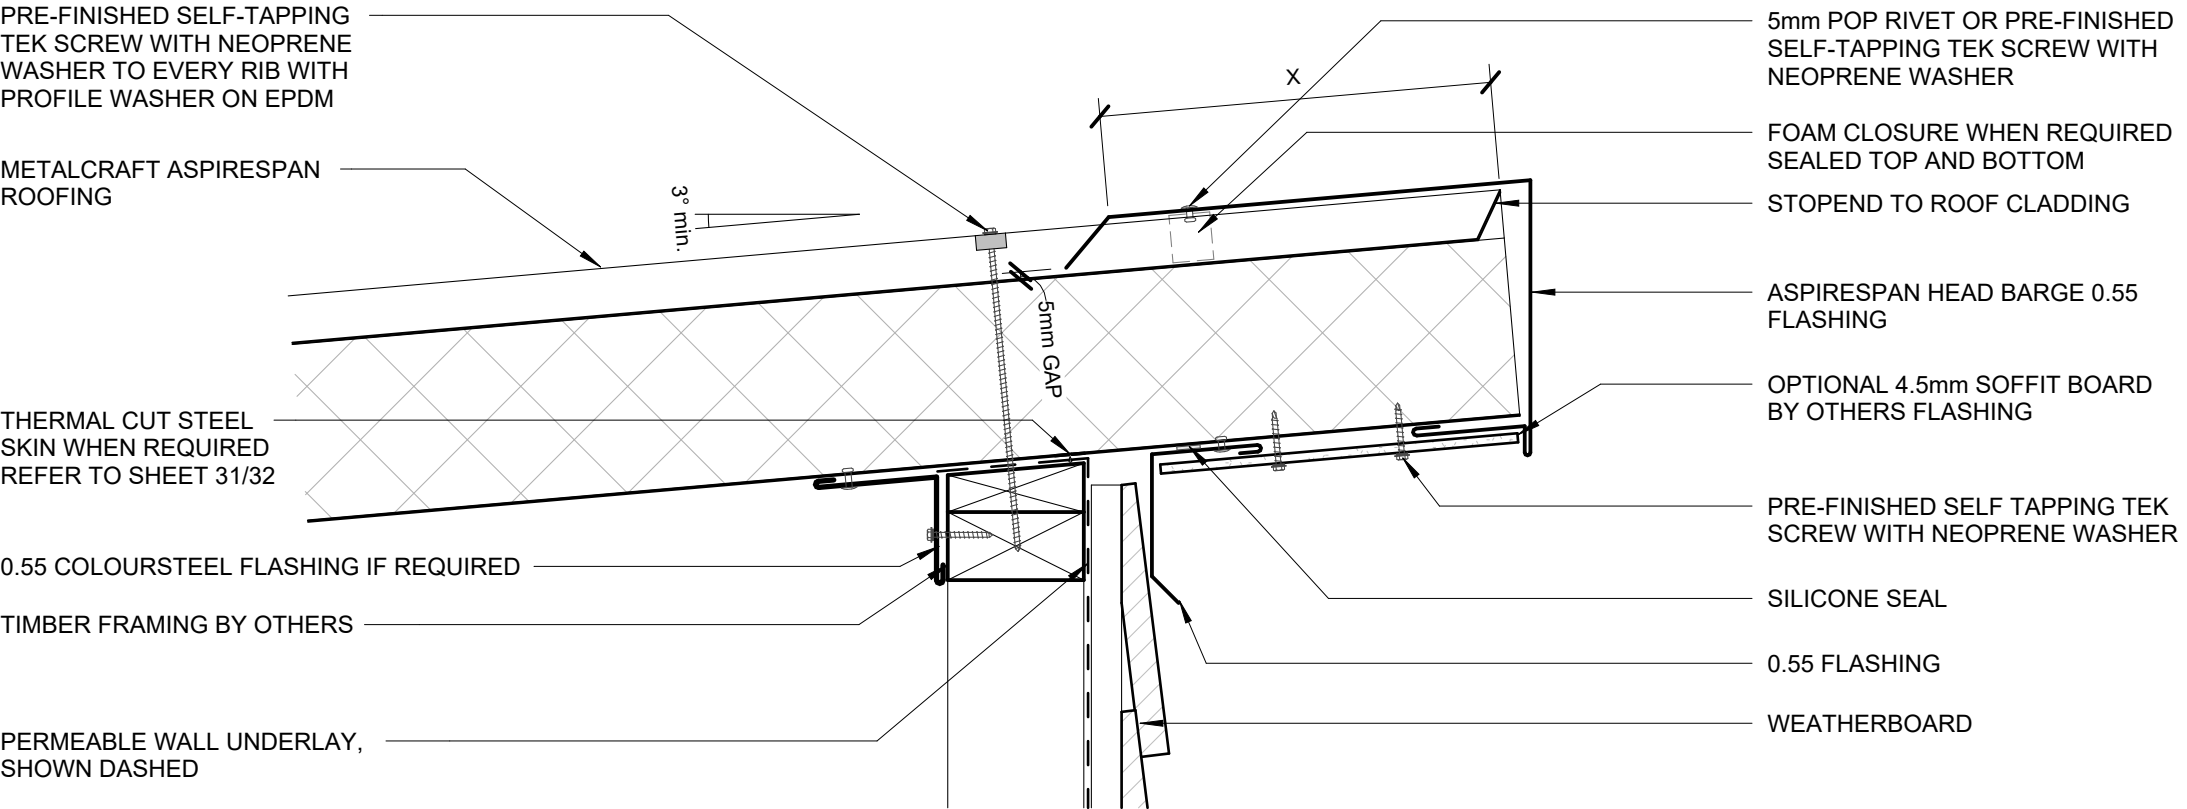 PRE-FINISHED SELF-TAPPING
TEK SCREW WITH NEOPRENE
WASHER TO EVERY RIB WITH
PROFILE WASHER ON EPDM
METALCRAFT ASPIRESPAN
ROOFING
THERMAL CUT STEEL
SKIN WHEN REQUIRED
REFER TO SHEET 31/32
0.55 COLOURSTEEL FLASHING IF REQUIRED
TIMBER FRAMING BY OTHERS
PERMEABLE WALL UNDERLAY,
SHOWN DASHED
3° min.
X
5mm GAP
5mm POP RIVET OR PRE-FINISHED
SELF-TAPPING TEK SCREW WITH
NEOPRENE WASHER
FOAM CLOSURE WHEN REQUIRED
SEALED TOP AND BOTTOM
STOPEND TO ROOF CLADDING
ASPIRESPAN HEAD BARGE 0.55
FLASHING
OPTIONAL 4.5mm SOFFIT BOARD
BY OTHERS FLASHING
PRE-FINISHED SELF TAPPING TEK
SCREW WITH NEOPRENE WASHER
SILICONE SEAL
0.55 FLASHING
WEATHERBOARD